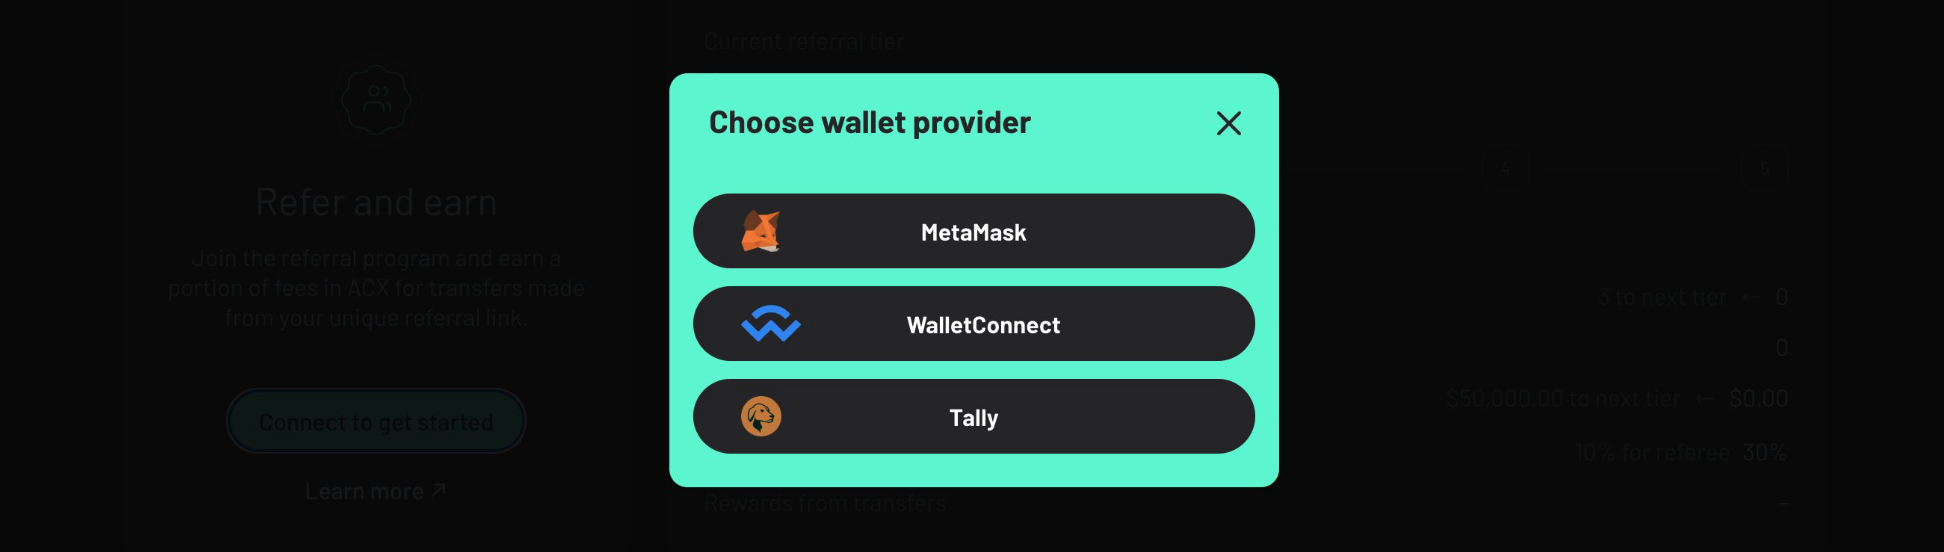 Current referral tier
Choose wallet provider
4
5
MetaMask
Refer and earn
Join the referral program and earn a
portion of fees in ACX for transfers made
from your unique referral link.
3 to next tier ← 0
WalletConnect
0
$50,000.00 to next tier ← $0.00
Tally
Connect to get started
10% for referee 30%
Learn more ↗
Rewards from transfers
-